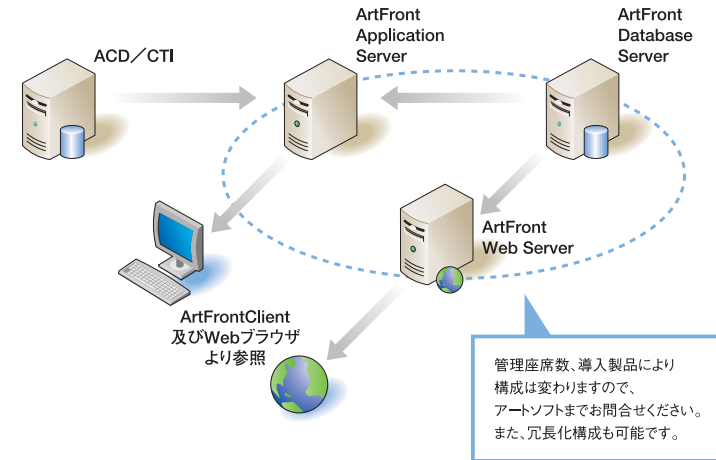 ACD／CTI
ArtFront
Application
Server
ArtFront
Database
Server
ArtFront
Web Server
ArtFrontClient
及びWebブラウザ
より参照
管理座席数、導入製品により
構成は変わりますので、
アートソフトまでお問合せください。
また、冗長化構成も可能です。